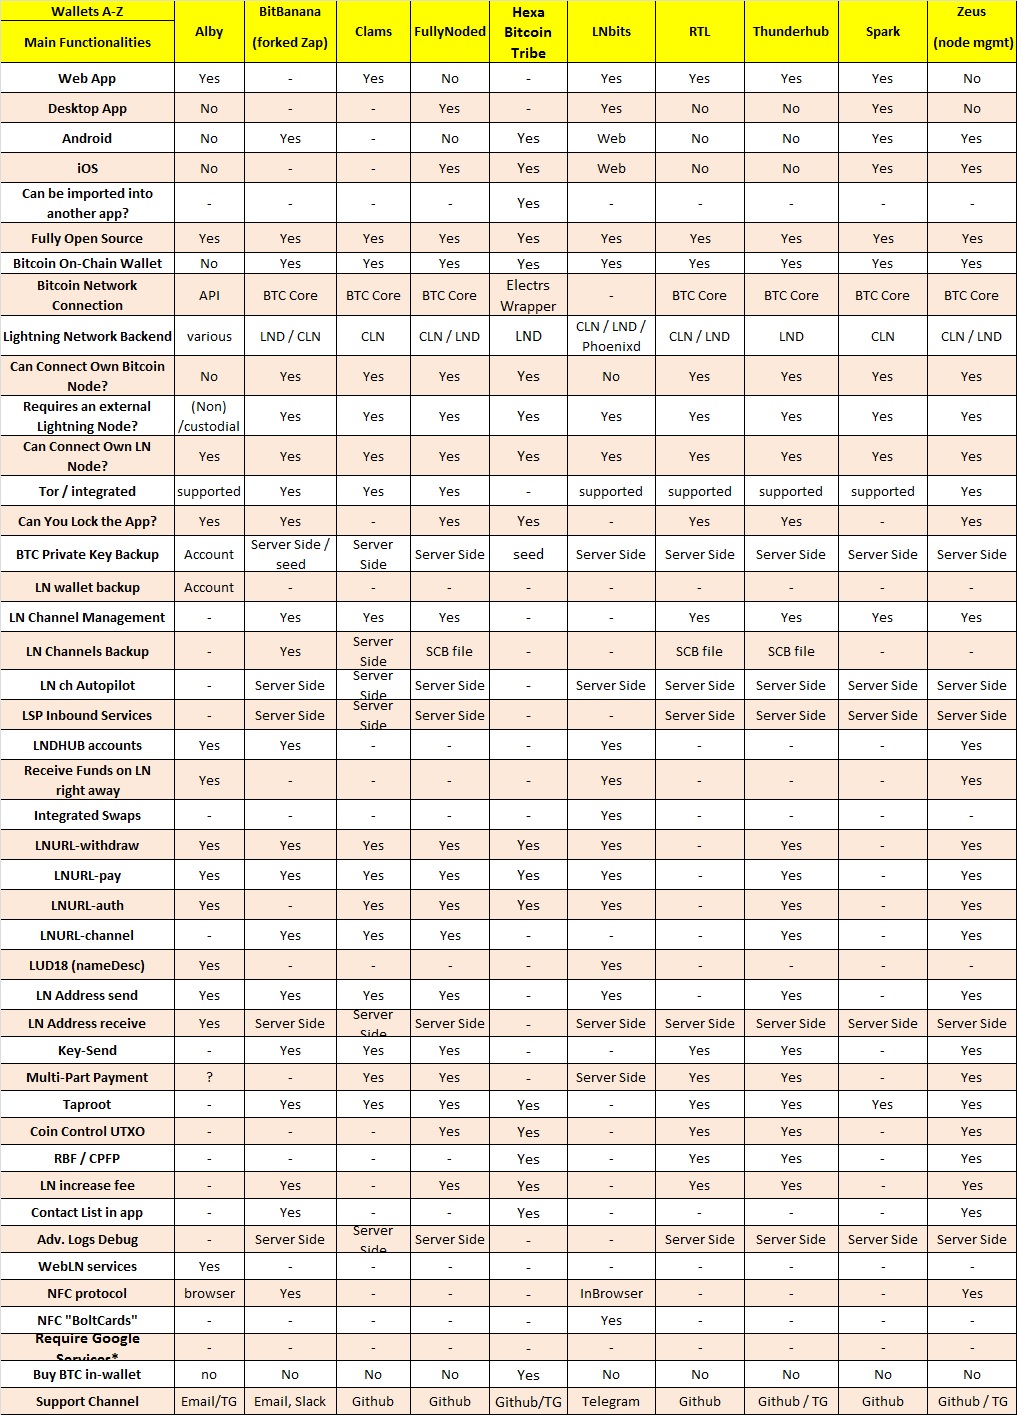 Wallets A-Z
Main Functionalities
Alby
BitBanana
(forked Zap)
Clams
FullyNoded
Hexa
Bitcoin
Tribe
LNbits
RTL
Thunderhub
Spark
Zeus
(node mgmt)
Web App Yes - Yes No - Yes Yes Yes Yes No
Desktop App No - - Yes - Yes No No Yes No
Android No Yes - No Yes Web No No Yes Yes
iOS No - - Yes Yes Web No No Yes Yes
Can be imported into
another app?
- - - - Yes - - - - -
Fully Open Source Yes Yes Yes Yes Yes Yes Yes Yes Yes Yes
Bitcoin On-Chain Wallet No Yes Yes Yes Yes Yes Yes Yes Yes Yes
Bitcoin Network
Connection
API BTC Core BTC Core BTC Core
Electrs
Wrapper
- BTC Core BTC Core BTC Core BTC Core
Lightning Network Backend various LND / CLN CLN CLN / LND LND
CLN / LND /
Phoenixd
CLN / LND LND CLN CLN / LND
Can Connect Own Bitcoin
Node?
No Yes Yes Yes Yes No Yes Yes Yes Yes
Requires an external
Lightning Node?
(Non)
/custodial
Yes Yes Yes Yes Yes Yes Yes Yes Yes
Can Connect Own LN
Node?
Yes Yes Yes Yes Yes Yes Yes Yes Yes Yes
Tor / integrated supported Yes Yes Yes - supported supported supported supported Yes
Can You Lock the App? Yes Yes - Yes Yes - Yes Yes - Yes
BTC Private Key Backup Account
Server Side /
seed
Server
Side
Server Side seed Server Side Server Side Server Side Server Side Server Side
LN wallet backup Account - - - - - - - - -
LN Channel Management - Yes Yes Yes - - Yes Yes Yes Yes
LN Channels Backup - Yes
Server
Side
SCB file - - SCB file SCB file - -
LN ch Autopilot - Server Side
Server
Side
Server Side - Server Side Server Side Server Side Server Side Server Side
LSP Inbound Services - Server Side
Server
Side
Server Side - - Server Side Server Side Server Side Server Side
LNDHUB accounts Yes Yes - - - Yes - - - Yes
Receive Funds on LN
right away
Yes - - - - Yes - - - Yes
Integrated Swaps - - - - - Yes - - - -
LNURL-withdraw Yes Yes Yes Yes Yes Yes - Yes - Yes
LNURL-pay Yes Yes Yes Yes Yes Yes - Yes - Yes
LNURL-auth Yes - Yes Yes Yes Yes - Yes - Yes
LNURL-channel - Yes Yes Yes - - - Yes - Yes
LUD18 (nameDesc) Yes - - - - Yes - - - -
LN Address send Yes Yes Yes Yes - Yes - Yes - Yes
LN Address receive Yes Server Side
Server
Side
Server Side - Server Side Server Side Server Side Server Side Server Side
Key-Send - Yes Yes Yes - - Yes Yes - Yes
Multi-Part Payment ? - Yes Yes - Server Side Yes Yes - Yes
Taproot - Yes Yes Yes Yes - Yes Yes Yes Yes
Coin Control UTXO - - - Yes Yes - Yes Yes - Yes
RBF / CPFP - - - - Yes - Yes Yes - Yes
LN increase fee - Yes - Yes Yes - Yes Yes - Yes
Contact List in app - Yes - - Yes - - - - Yes
Adv. Logs Debug - Server Side
Server
Side
Server Side - - Server Side Server Side Server Side Server Side
WebLN services Yes - - - - - - - - -
NFC protocol browser Yes - - - InBrowser - - - Yes
NFC "BoltCards" - - - - - Yes - - - -
Require Google
Services*
- - - - - - - - - -
Buy BTC in-wallet no No No No Yes No No No No No
Support Channel Email/TG Email, Slack Github Github Github/TG Telegram Github Github / TG Github Github / TG